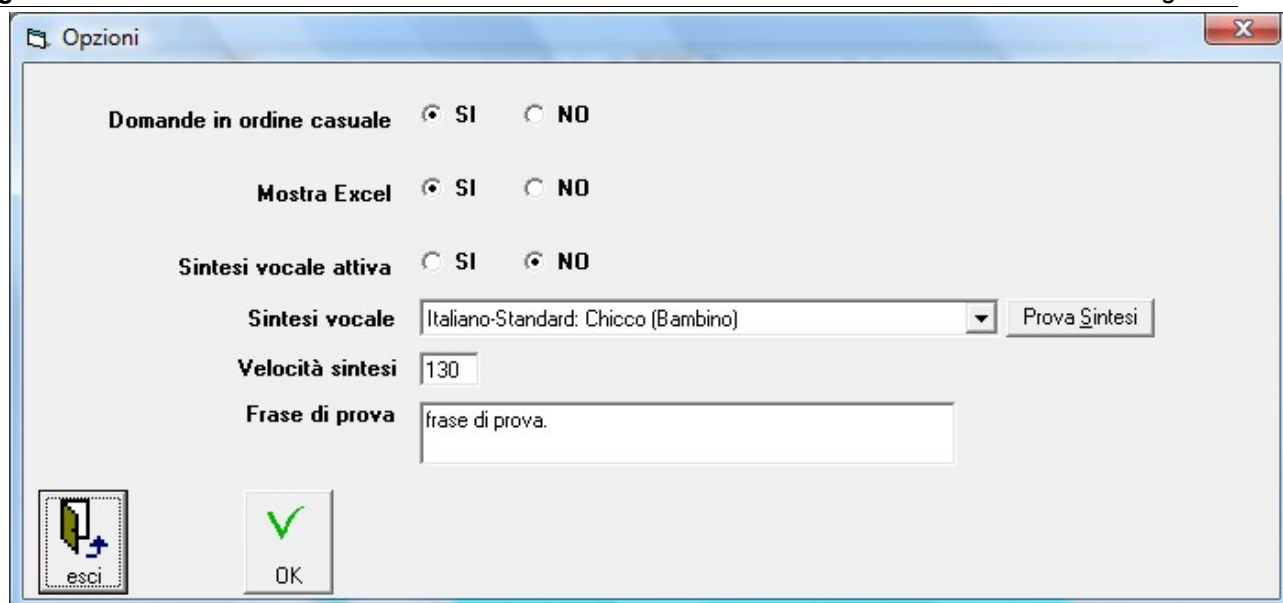 Opzioni
Domande in ordine casuale SI NO
Mostra Excel SI NO
Sintesi vocale attiva SI NO
Sintesi vocale Italiano-Standard: Chicco (Bambino) Prova Sintesi
Velocità sintesi 130
Frase di prova frase di prova.
esci OK